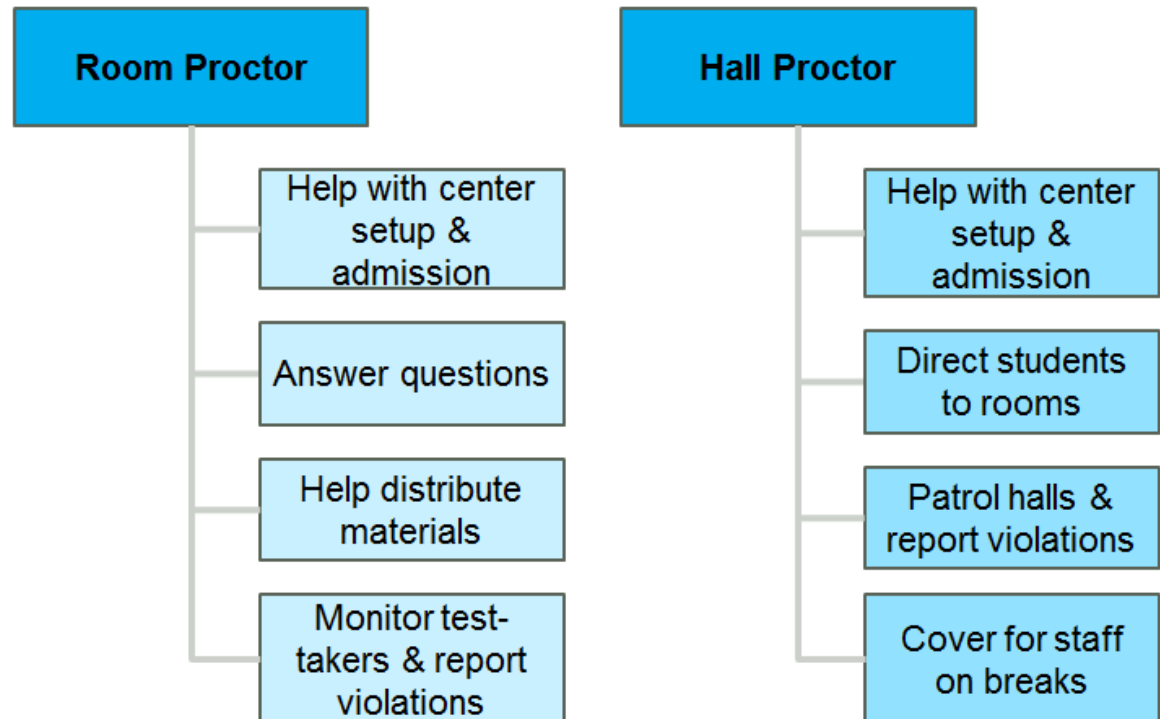 Room Proctor
Help with center
setup &
admission
Answer questions
Help distribute
materials
Monitor test-
takers & report
violations
Hall Proctor
Help with center
setup &
admission
Direct students
to rooms
Patrol halls &
report violations
Cover for staff
on breaks